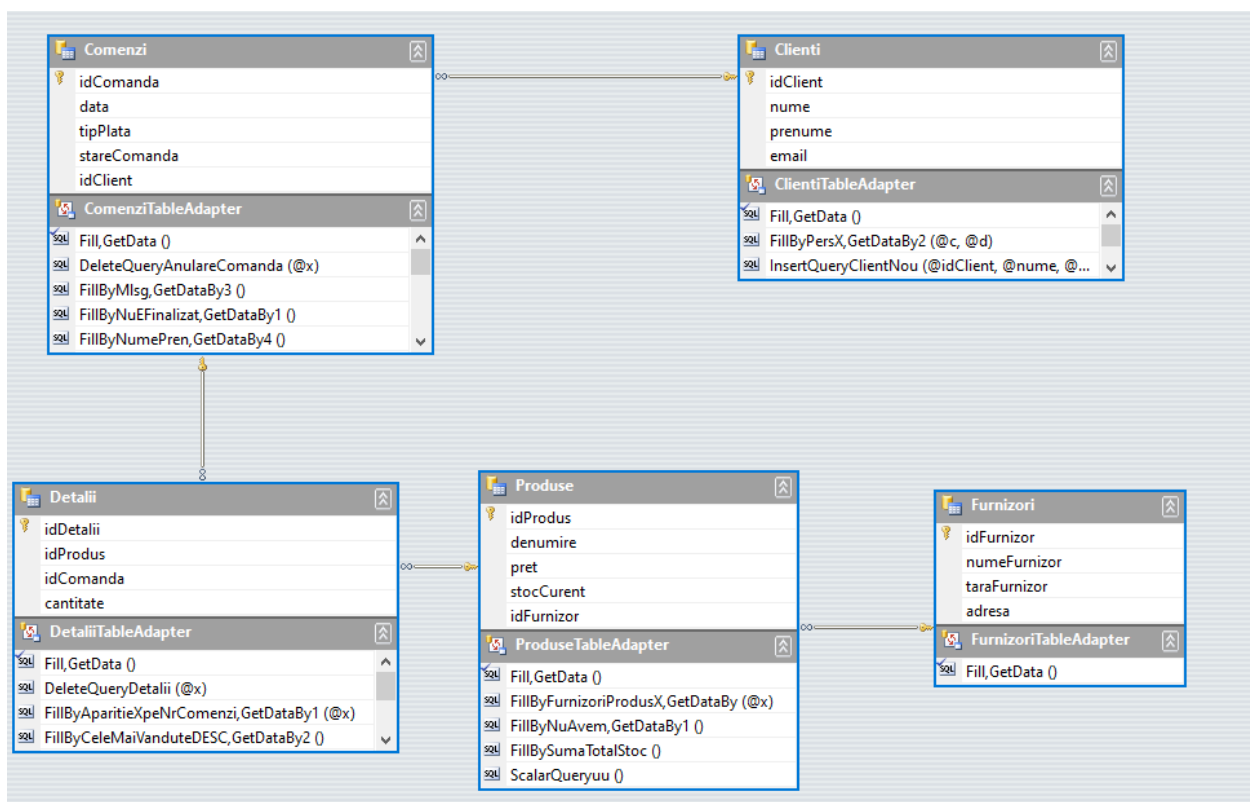 Comenzi
idComanda
data
tipPlata
stareComanda
idClient
ComenziTableAdapter
Fill,GetData ()
DeleteQueryAnulareComanda (@x)
FillByMlsg,GetDataBy3 ()
FillByNuEFinalizat,GetDataBy1 ()
FillByNumePren,GetDataBy4 ()
Clienti
idClient
nume
prenume
email
ClientiTableAdapter
Fill,GetData ()
FillByPersX,GetDataBy2 (@c, @d)
InsertQueryClientNou (@idClient, @nume, @...
Detalii
idDetalii
idProdus
idComanda
cantitate
DetaliiTableAdapter
Fill,GetData ()
DeleteQueryDetalii (@x)
FillByAparitieXpeNrComenzi,GetDataBy1 (@x)
FillByCeleMaiVanduteDESC,GetDataBy2 ()
Produse
idProdus
denumire
pret
stocCurent
idFurnizor
ProduseTableAdapter
Fill,GetData ()
FillByFurnizoriProdusX,GetDataBy (@x)
FillByNuAvem,GetDataBy1 ()
FillBySumaTotalStoc ()
ScalarQueryuu ()
Furnizori
idFurnizor
numeFurnizor
taraFurnizor
adresa
FurnizoriTableAdapter
Fill,GetData ()